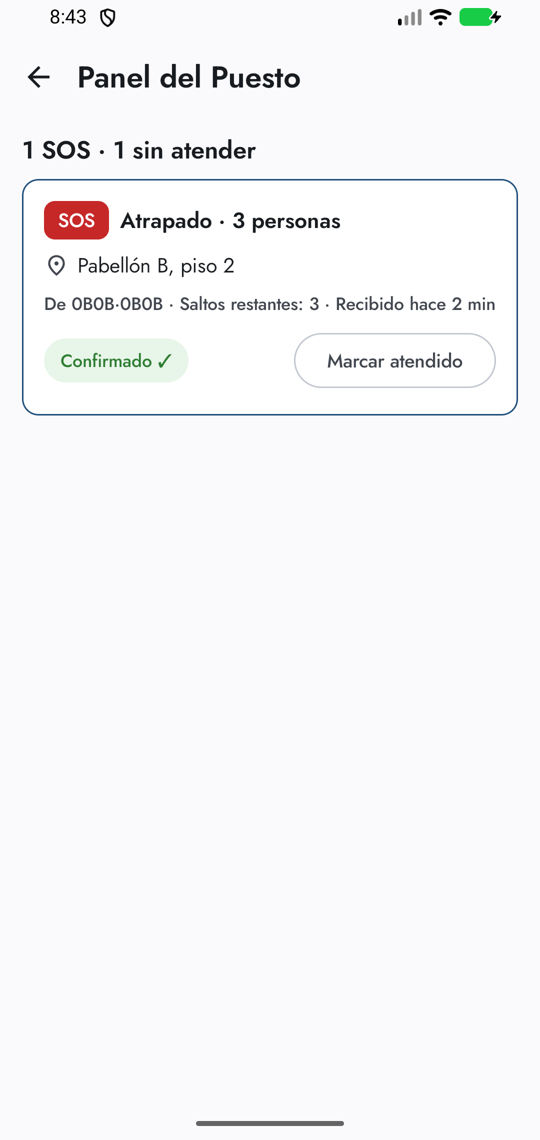 8:43
Panel del Puesto
1 SOS · 1 sin atender
SOS Atrapado · 3 personas
Pabellón B, piso 2
De 0B0B·0B0B · Saltos restantes: 3 · Recibido hace 2 min
Confirmado ✓ Marcar atendido